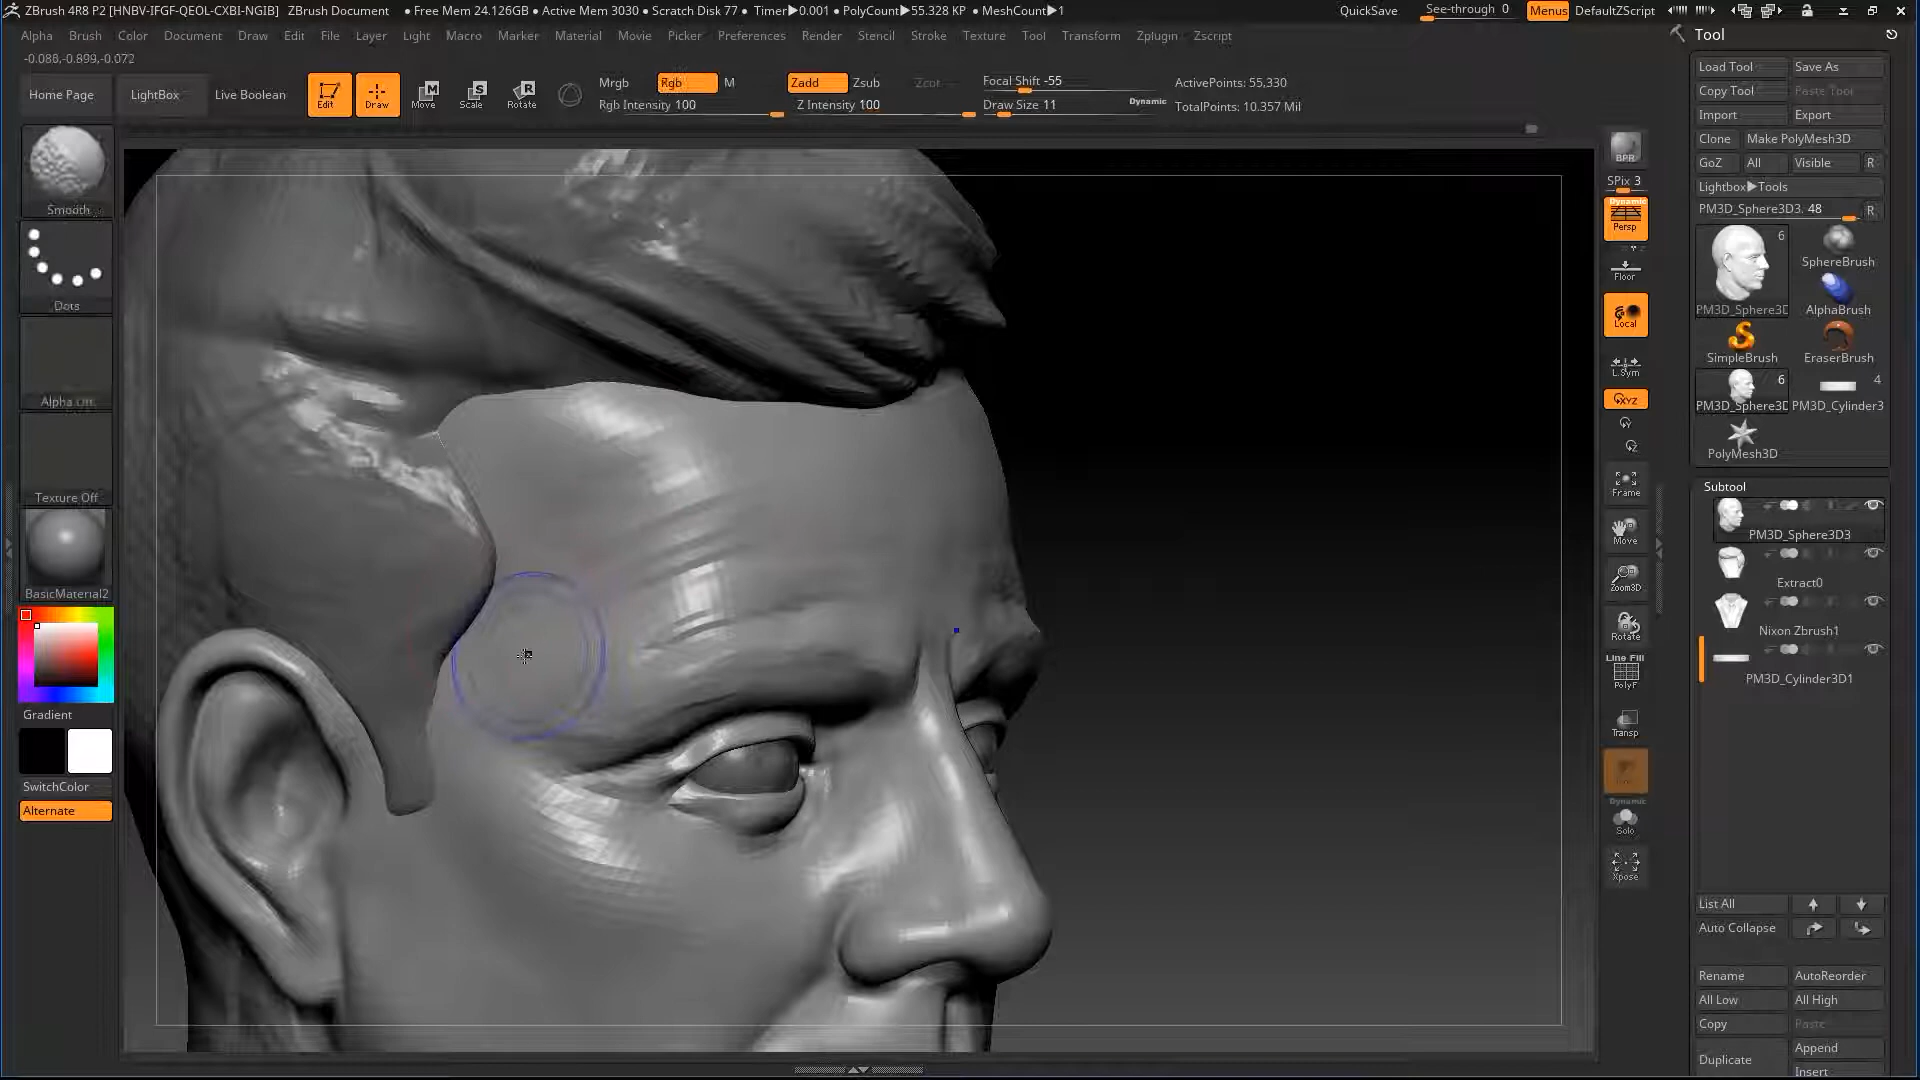 ZBrush 4R8 P2 [HNBV-IFGF-QEOL-CXBI-NGIB] ZBrush Document • Free Mem 24.126GB • Active Mem 3030 • Scratch Disk 77 • Timer▶0.001 • PolyCount▶55.328 KP • MeshCount▶1 QuickSave See-through 0 Menus DefaultZScript
Alpha Brush Color Document Draw Edit File Layer Light Macro Marker Material Movie Picker Preferences Render Stencil Stroke Texture Tool Transform Zplugin Zscript
-0.088,-0.899,-0.072
Home Page LightBox Live Boolean Edit Draw Move Scale Rotate
Mrgb Rgb M Zadd Zsub Zcut Focal Shift -55 ActivePoints: 55,330
Rgb Intensity 100 Z Intensity 100 Draw Size 11 Dynamic TotalPoints: 10.357 Mil
Smooth
Dots
Alpha Off
Texture Off
BasicMaterial2
Gradient
SwitchColor
Alternate
BPR
SPix 3
Dynamic
Persp
Floor
Local
L.Sym
XYZ
Frame
Move
Zoom3D
Rotate
Line Fill
PolyF
Transp
Dynamic
Solo
Xpose
Tool
Load Tool Save As
Copy Tool Paste Tool
Import Export
Clone Make PolyMesh3D
GoZ All Visible R
Lightbox▶Tools
PM3D_Sphere3D3. 48 R
6
SphereBrush
PM3D_Sphere3D AlphaBrush
SimpleBrush EraserBrush
6 4
PM3D_Sphere3D PM3D_Cylinder3
PolyMesh3D
Subtool
PM3D_Sphere3D3
Extract0
Nixon Zbrush1
PM3D_Cylinder3D1
List All
Auto Collapse
Rename AutoReorder
All Low All High
Copy Paste
Append
Duplicate
Insert